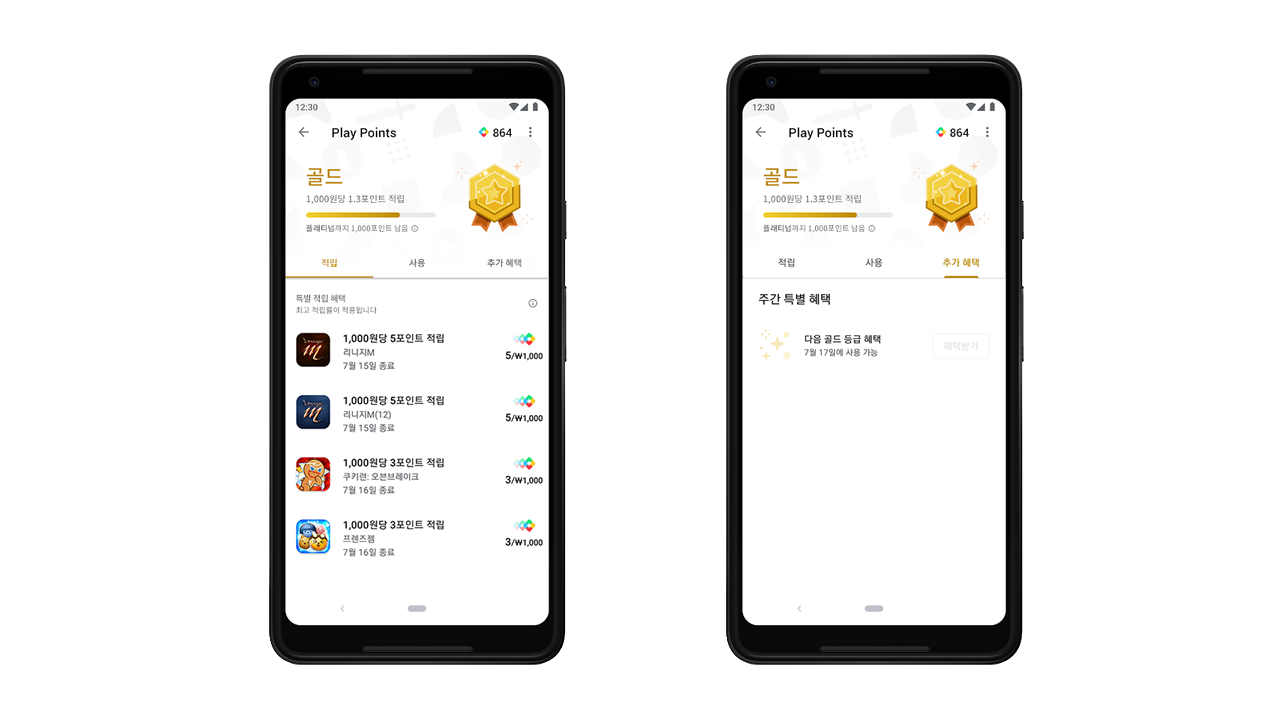 12:30
Play Points
864
골드
1,000원당 1.3포인트 적립
플래티넘까지 1,000포인트 남음
적립 사용 추가 혜택
특별 적립 혜택
최고 적립률이 적용됩니다
1,000원당 5포인트 적립
리니지M
7월 15일 종료
5/₩1,000
1,000원당 5포인트 적립
리니지M(12)
7월 15일 종료
5/₩1,000
1,000원당 3포인트 적립
쿠키런: 오븐브레이크
7월 16일 종료
3/₩1,000
1,000원당 3포인트 적립
프렌즈젬
7월 16일 종료
3/₩1,000
12:30
Play Points
864
골드
1,000원당 1.3포인트 적립
플래티넘까지 1,000포인트 남음
적립 사용 추가 혜택
주간 특별 혜택
다음 골드 등급 혜택
7월 17일에 사용 가능
혜택받기